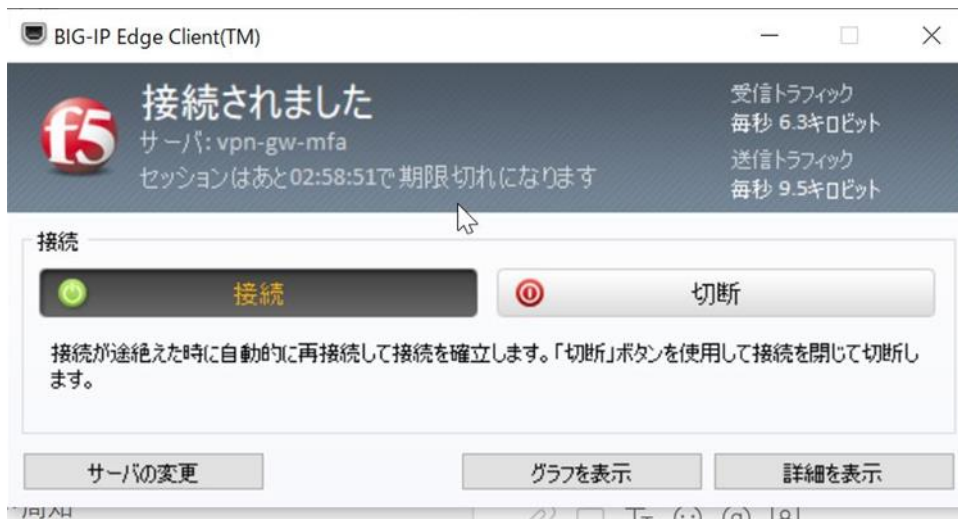 BIG-IP Edge Client(TM)
f5
接続されました
サーバ: vpn-gw-mfa
セッションはあと02:58:51で期限切れになります
受信トラフィック
毎秒 6.3キロビット
送信トラフィック
毎秒 9.5キロビット
接続
接続
切断
接続が途絶えた時に自動的に再接続して接続を確立します。「切断」ボタンを使用して接続を閉じて切断し
ます。
サーバの変更
グラフを表示
詳細を表示